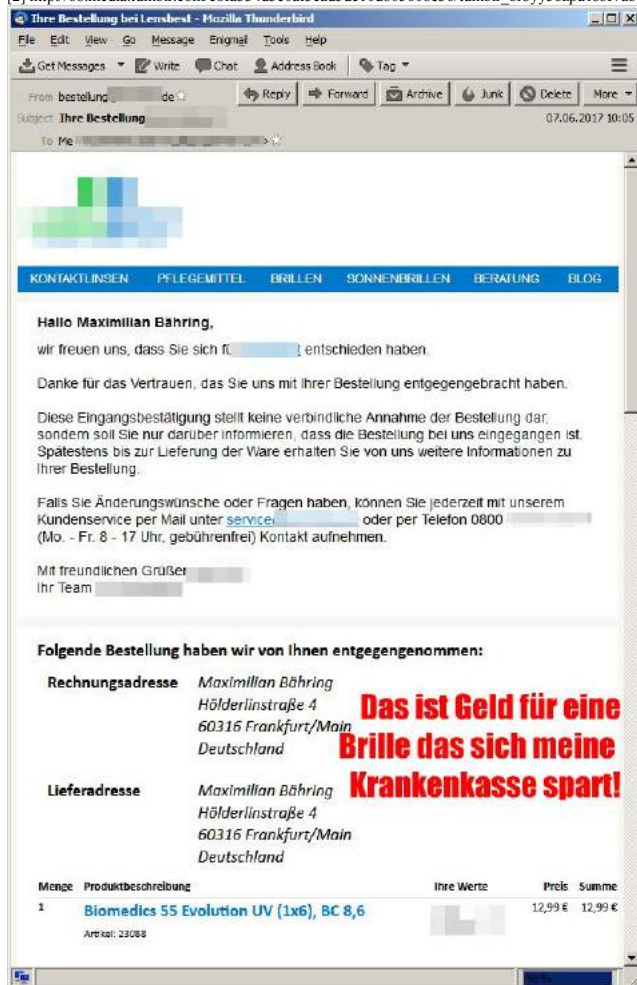 Ihre Bestellung bei Lensbest - Mozilla Thunderbird
File Edit View Go Message Enigmail Tools Help
Get Messages Write Chat Address Book Tag
From bestellung de Reply Forward Archive Junk Delete More
Subject Ihre Bestellung 07.06.2017 10:05
To Me
KONTAKTLINSEN PFLEGEMITTEL BRILLEN SONNENBRILLEN BERATUNG BLOG
Hallo Maximilian Bähring,
wir freuen uns, dass Sie sich entschieden haben.
Danke für das Vertrauen, das Sie uns mit Ihrer Bestellung entgegengebracht haben.
Diese Eingangsbestätigung stellt keine verbindliche Annahme der Bestellung dar,
sondern soll Sie nur darüber informieren, dass die Bestellung bei uns eingegangen ist.
Spätestens bis zur Lieferung der Ware erhalten Sie von uns weitere Informationen zu
Ihrer Bestellung.
Falls Sie Änderungswünsche oder Fragen haben, können Sie jederzeit mit unserem
Kundenservice per Mail unter service oder per Telefon 0800
(Mo. - Fr. 8 - 17 Uhr, gebührenfrei) Kontakt aufnehmen.
Mit freundlichen Grüßen
Ihr Team
Folgende Bestellung haben wir von Ihnen entgegengenommen:
Rechnungsadresse Maximilian Bähring
Hölderlinstraße 4
60316 Frankfurt/Main
Deutschland
Das ist Geld für eine
Brille das sich meine
Krankenkasse spart!
Lieferadresse Maximilian Bähring
Hölderlinstraße 4
60316 Frankfurt/Main
Deutschland
Menge Produktbeschreibung Ihre Werte Preis Summe
1 Biomedics 55 Evolution UV (1x6), BC 8,6 12,99 € 12,99 €
Artikel: 23088